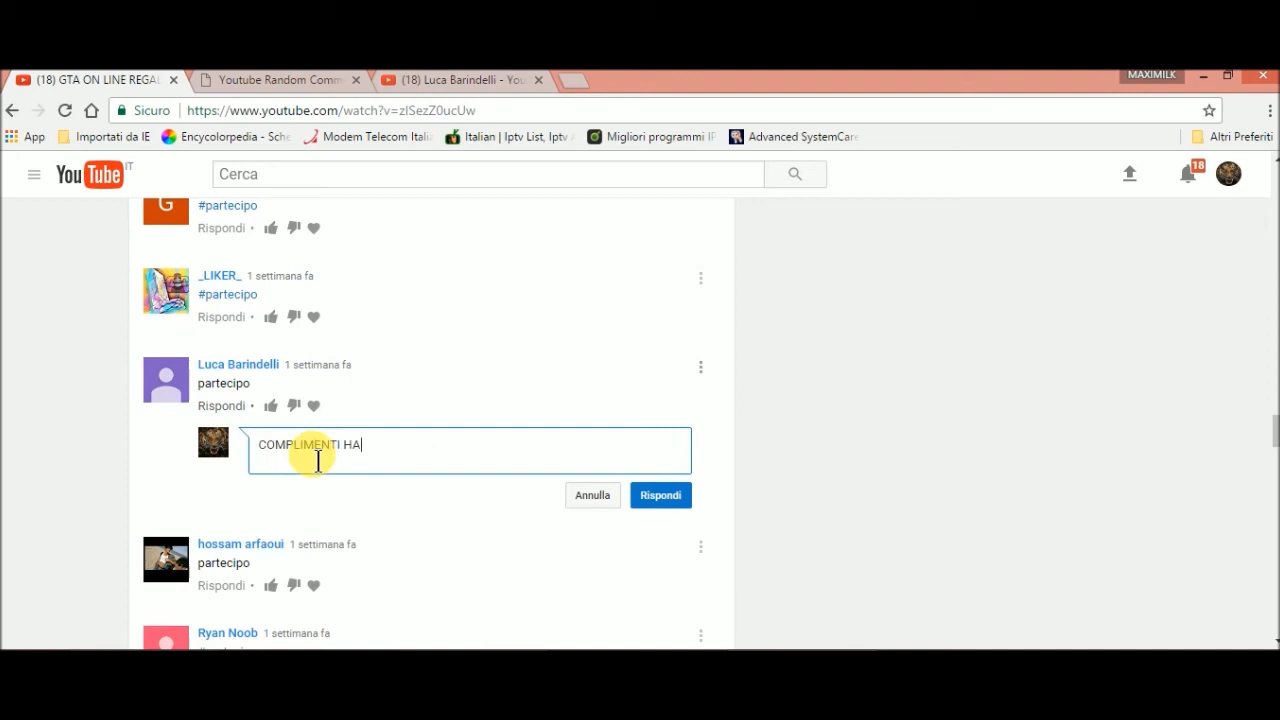 MAXIMILK
(18) GTA ON LINE REGAL
Youtube Random Comm
(18) Luca Barindelli - You
Sicuro
https://www.youtube.com/watch?v=zISezZ0ucUw
App
Importati da IE
Encycolorpedia - Sche
Modem Telecom Itali
Italian | Iptv List, Iptv
Migliori programmi IP
Advanced SystemCare
Altri Preferiti
YouTube IT
Cerca
18
G
#partecipo
Rispondi •
_LIKER_ 1 settimana fa
#partecipo
Rispondi •
Luca Barindelli 1 settimana fa
partecipo
Rispondi •
COMPLIMENTI HA
Annulla
Rispondi
hossam arfaoui 1 settimana fa
partecipo
Rispondi •
Ryan Noob 1 settimana fa